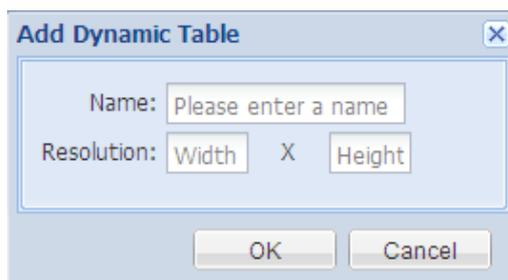 Add Dynamic Table
Name: Please enter a name
Resolution: Width X Height
OK Cancel